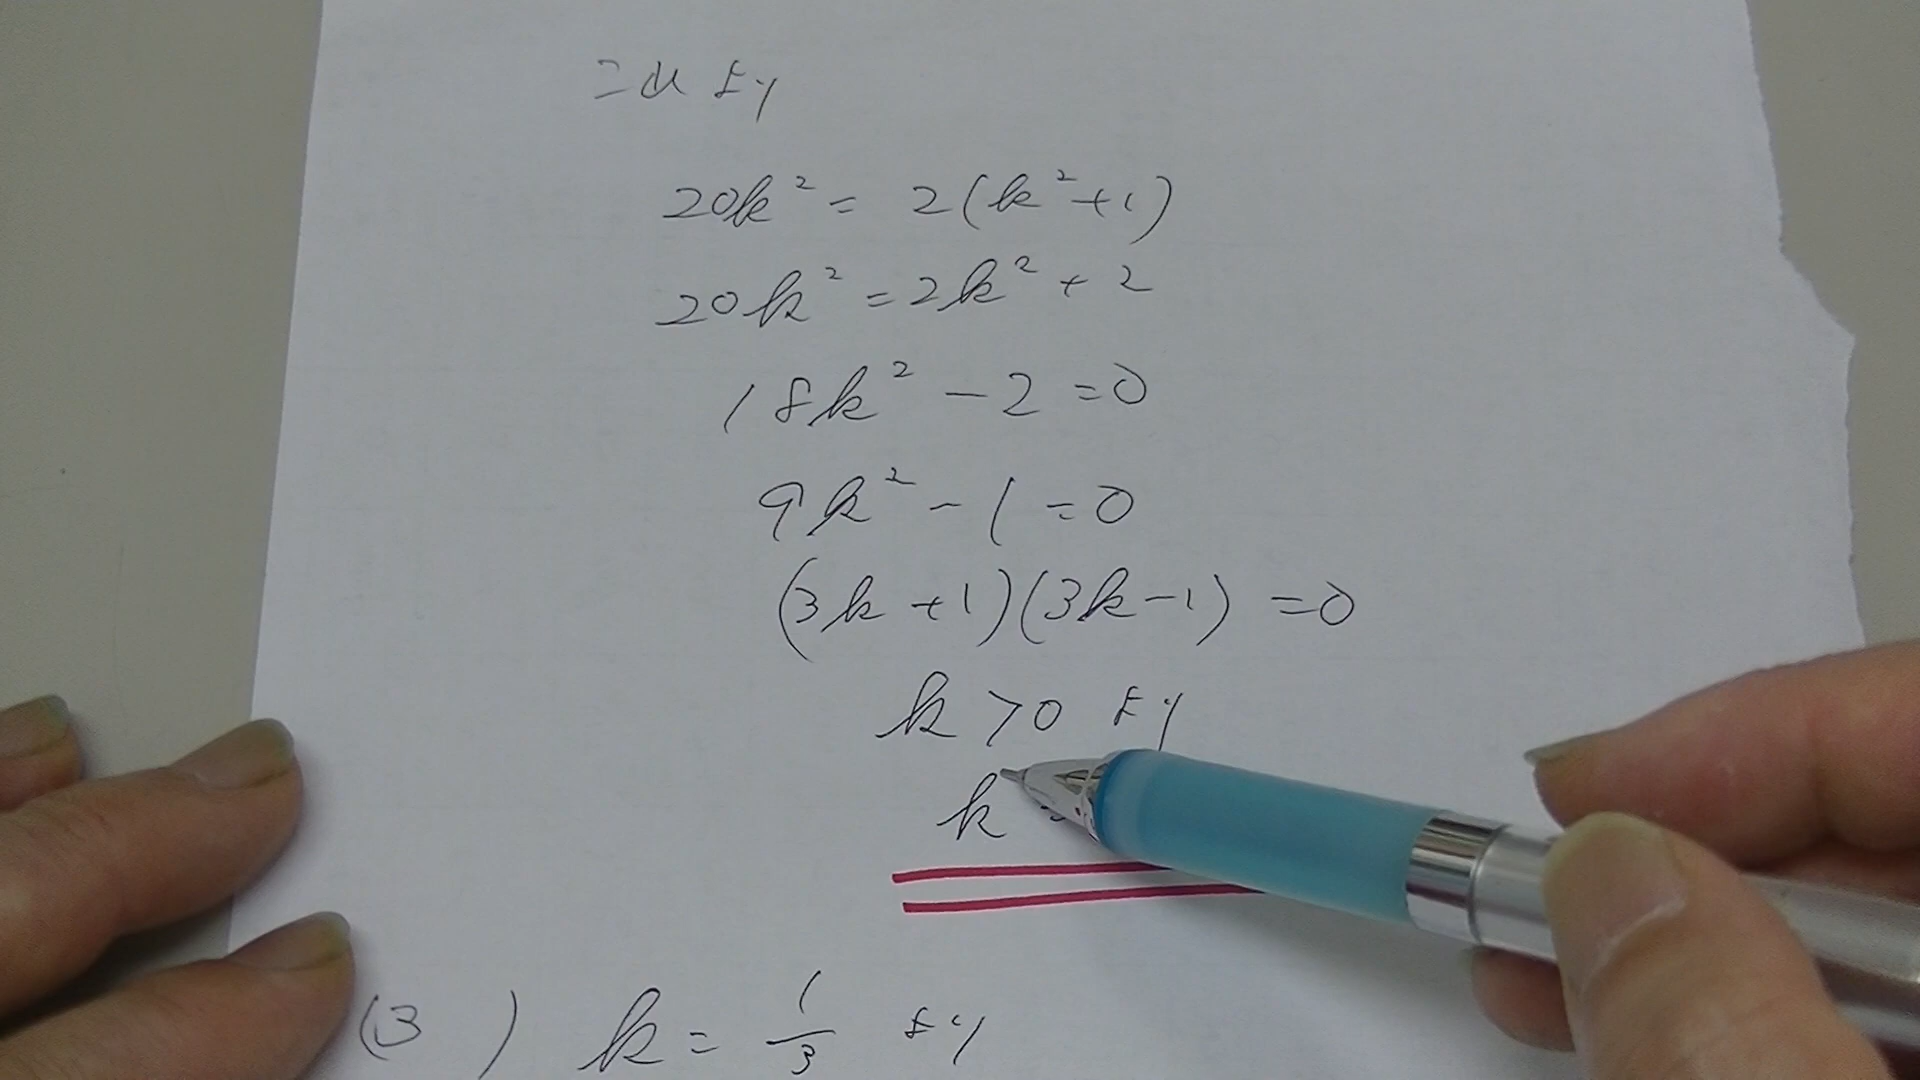 これより
20k² = 2(k²+1)
20k² = 2k² + 2
18k² - 2 = 0
9k² - 1 = 0
(3k + 1)(3k - 1) = 0
k > 0 より
k
(3) k = 1/3 より